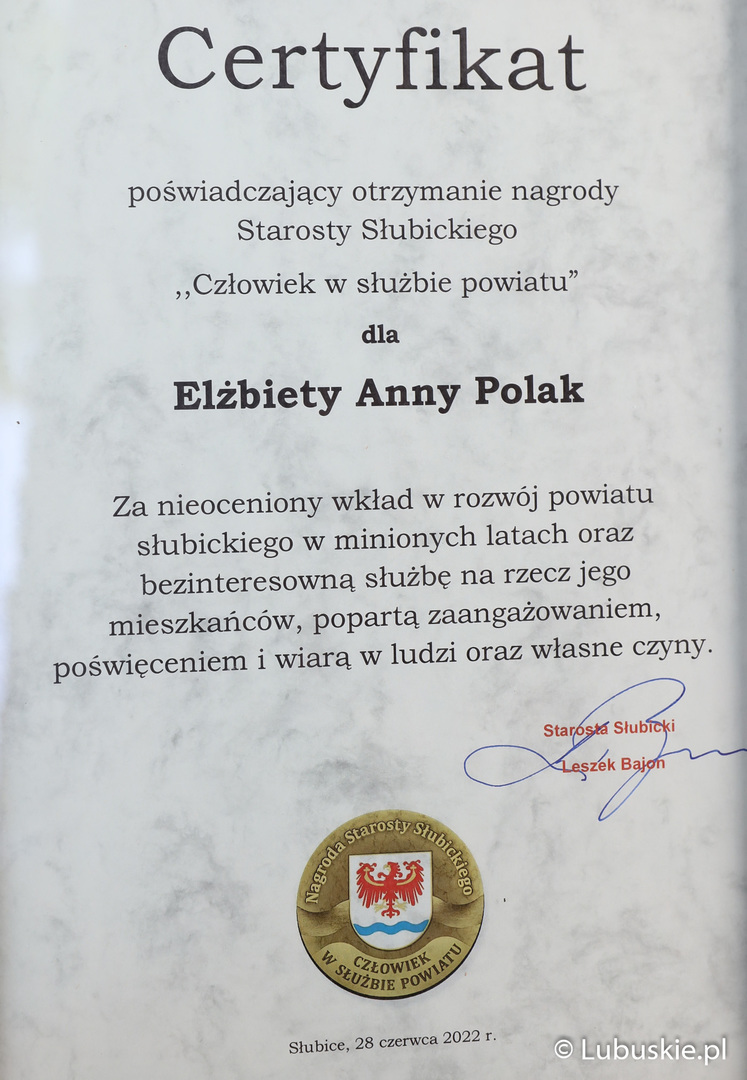 Certyfikat
poświadczający otrzymanie nagrody
Starosty Słubickiego
,,Człowiek w służbie powiatu”
dla
Elżbiety Anny Polak
Za nieoceniony wkład w rozwój powiatu
słubickiego w minionych latach oraz
bezinteresowną służbę na rzecz jego
mieszkańców, popartą zaangażowaniem,
poświęceniem i wiarą w ludzi oraz własne czyny.
Starosta Słubicki
Leszek Bajon
Nagroda Starosty Słubickiego
CZŁOWIEK
W SŁUŻBIE POWIATU
Słubice, 28 czerwca 2022 r.
© Lubuskie.pl